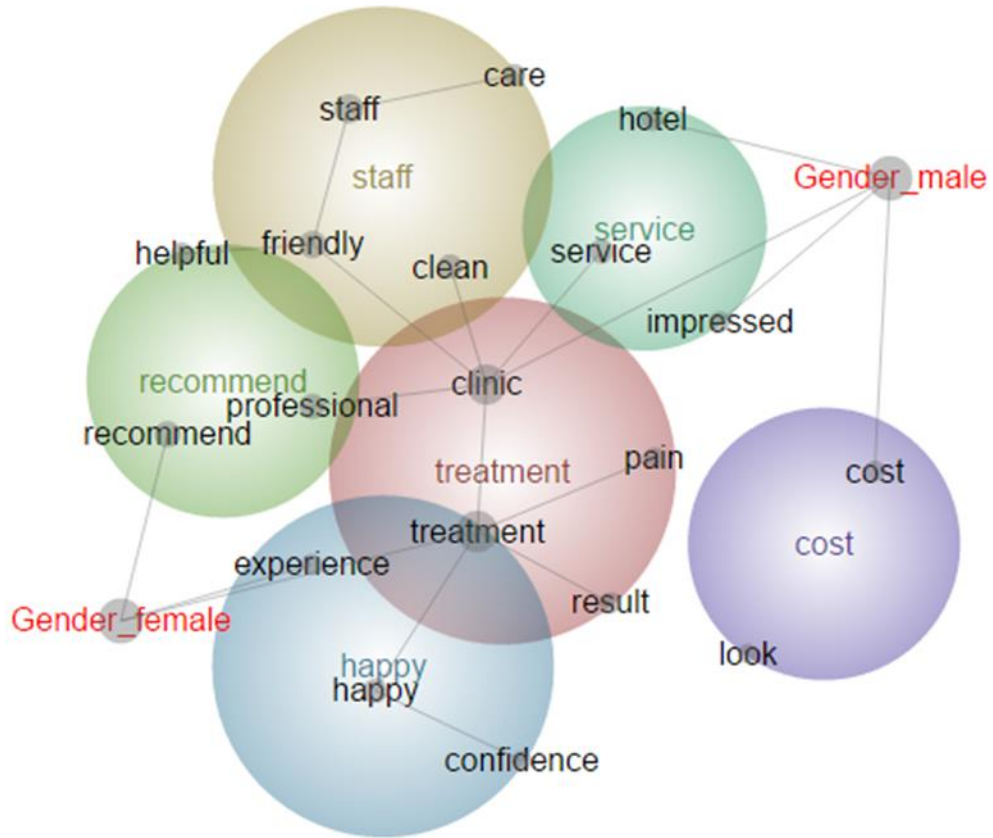 care
staff
hotel
staff
Gender_male
service
helpful
friendly
service
clean
impressed
recommend
clinic
professional
recommend
pain
treatment
cost
treatment
cost
experience
result
Gender_female
look
happy
happy
confidence